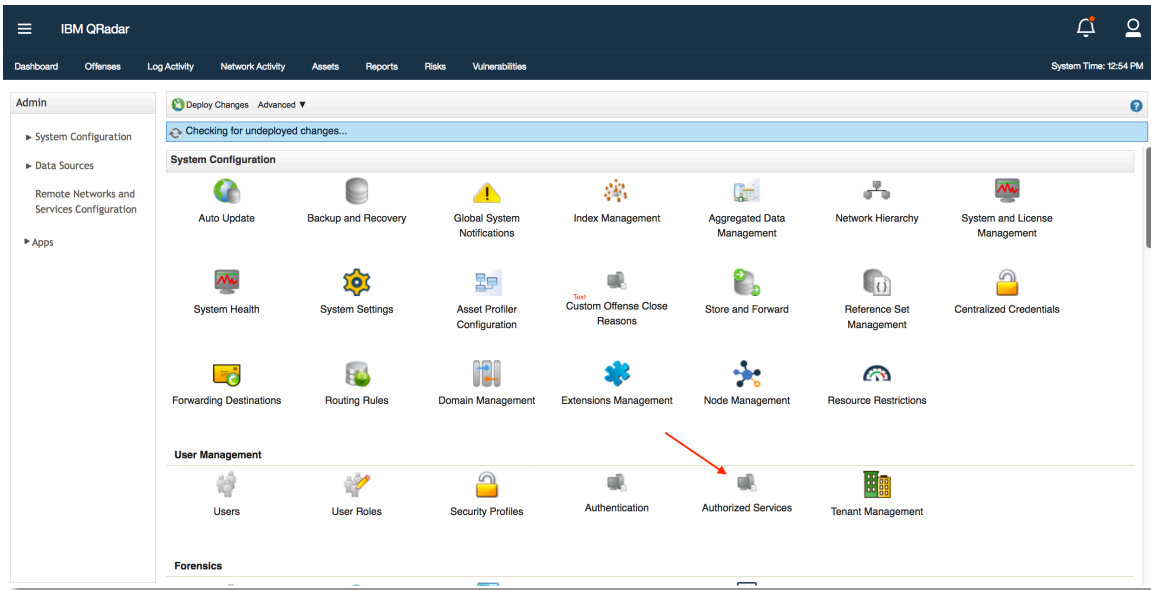 IBM QRadar
Dashboard Offenses Log Activity Network Activity Assets Reports Risks Vulnerabilities System Time: 12:54 PM
Admin
System Configuration
Data Sources
Remote Networks and
Services Configuration
Apps
Deploy Changes Advanced ▼
Checking for undeployed changes...
System Configuration
Auto Update Backup and Recovery Global System Index Management Aggregated Data Network Hierarchy System and License
Notifications Management Management
System Health System Settings Asset Profiler Text Custom Offense Close Store and Forward Reference Set Centralized Credentials
Configuration Reasons Management
Forwarding Destinations Routing Rules Domain Management Extensions Management Node Management Resource Restrictions
User Management
Users User Roles Security Profiles Authentication Authorized Services Tenant Management
Forensics